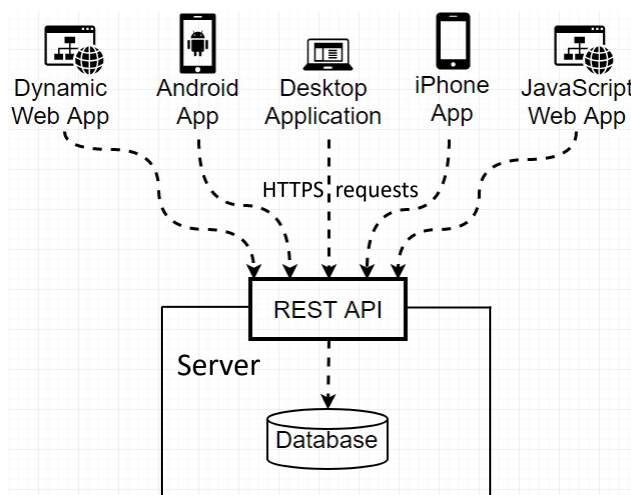 Dynamic
Web App
Android
App
Desktop
Application
iPhone
App
JavaScript
Web App
HTTPS requests
REST API
Server
Database